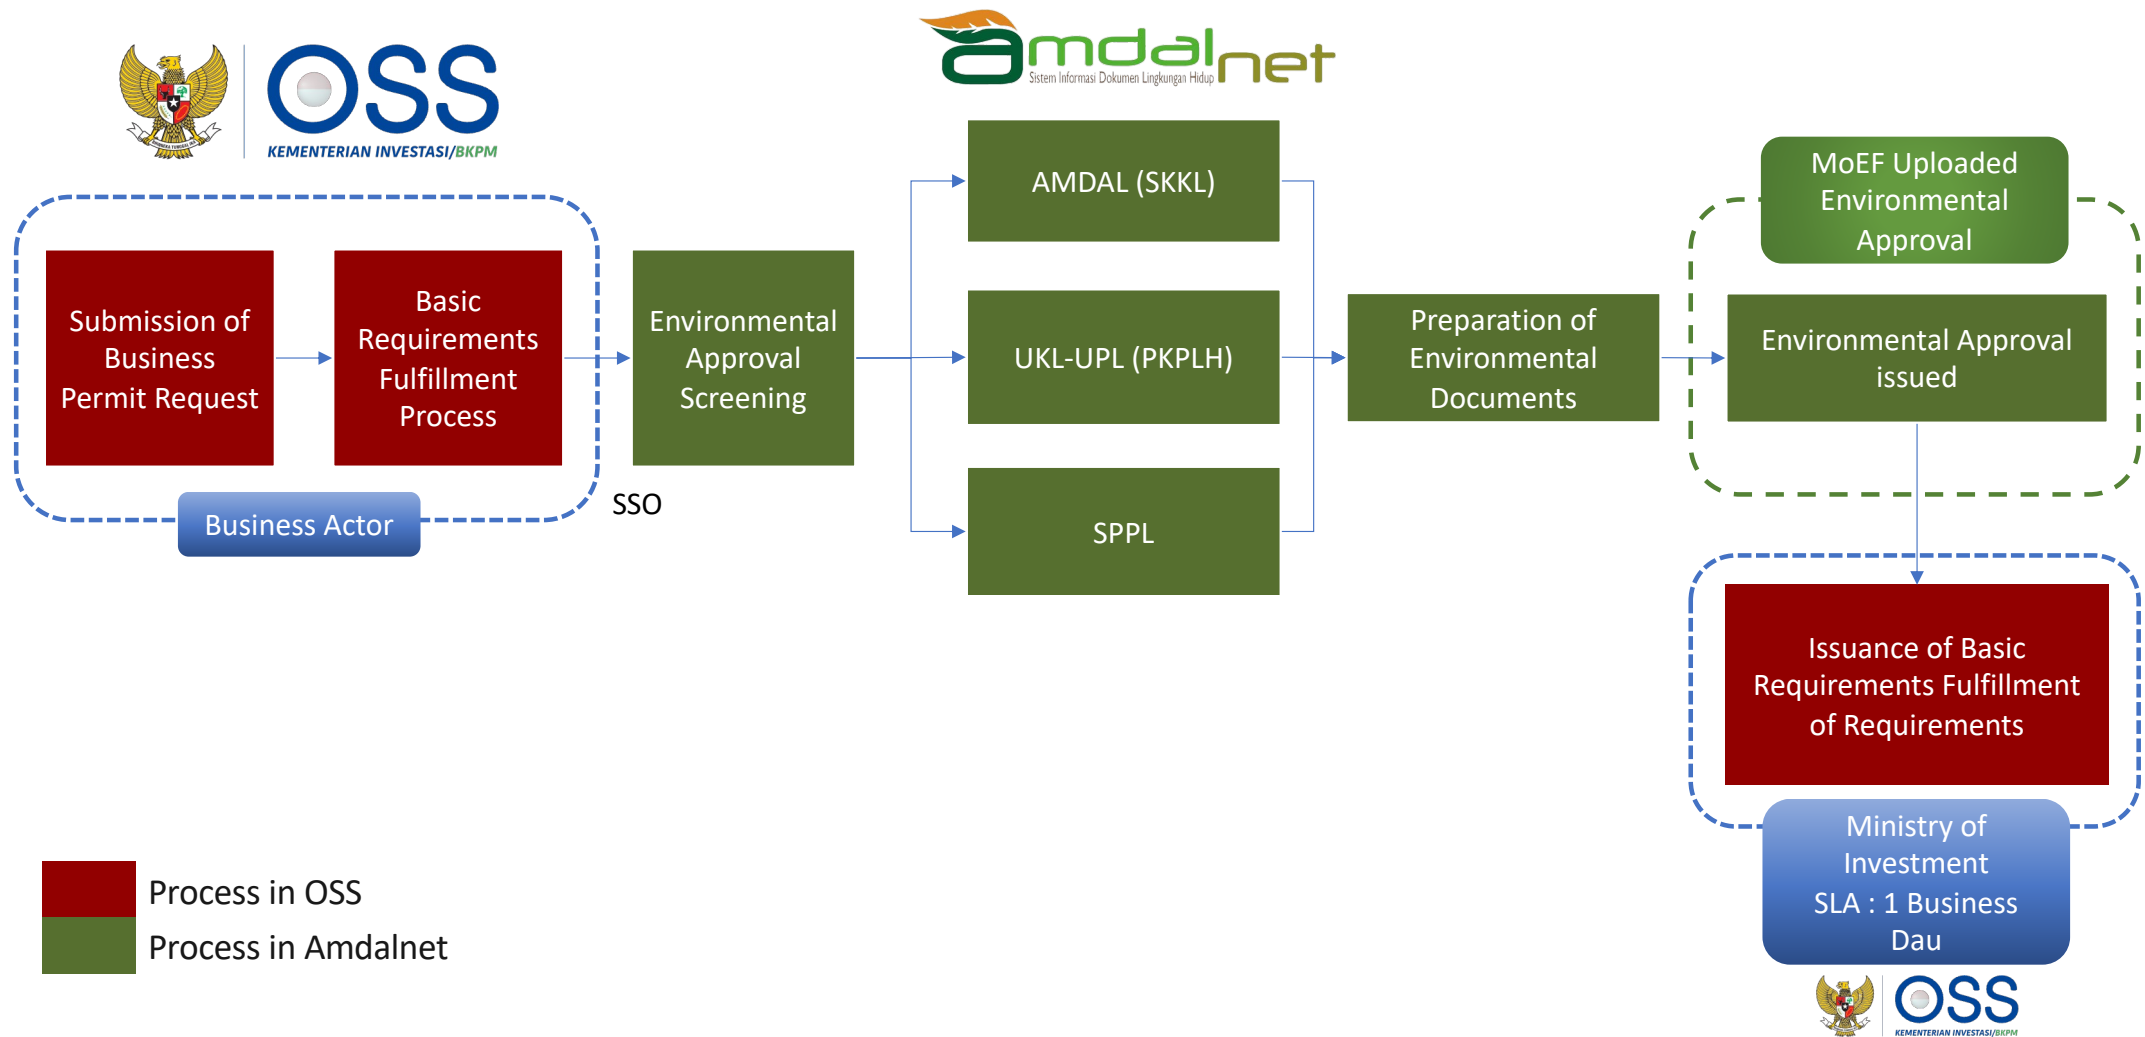 OSS
KEMENTERIAN INVESTASI/BKPM
amdalnet
Sistem Informasi Dokumen Lingkungan Hidup
Submission of
Business
Permit Request
Basic
Requirements
Fulfillment
Process
Business Actor
SSO
Environmental
Approval
Screening
AMDAL (SKKL)
UKL-UPL (PKPLH)
SPPL
Preparation of
Environmental
Documents
MoEF Uploaded
Environmental
Approval
Environmental Approval
issued
Issuance of Basic
Requirements Fulfillment
of Requirements
Ministry of
Investment
SLA : 1 Business
Dau
OSS
KEMENTERIAN INVESTASI/BKPM
Process in OSS
Process in Amdalnet